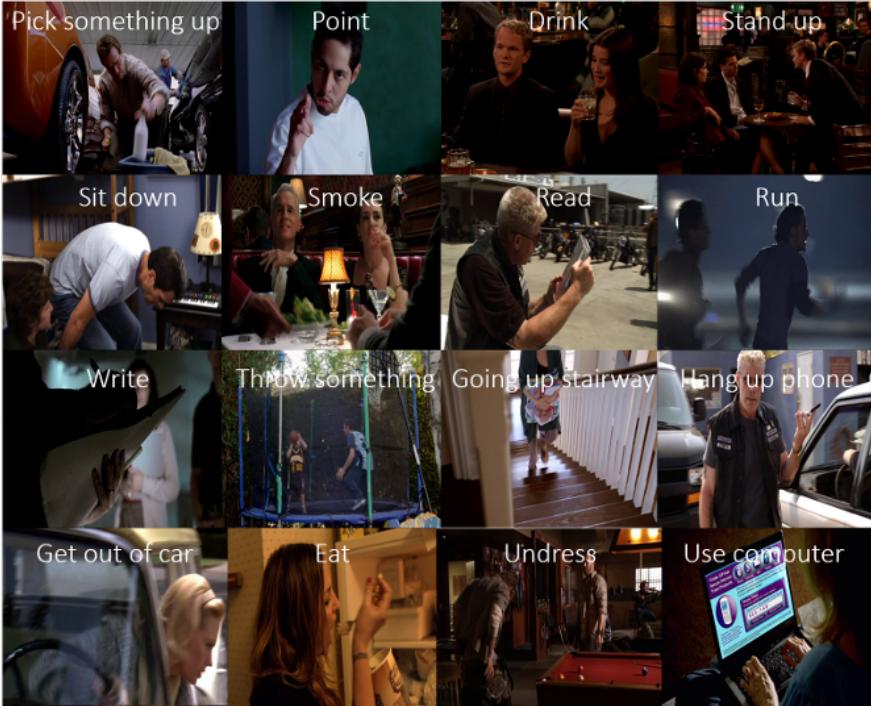 Pick something up
Point
Drink
Stand up
Sit down
Smoke
Read
Run
Write
Throw something
Going up stairway
Hang up phone
Get out of car
Eat
Undress
Use computer